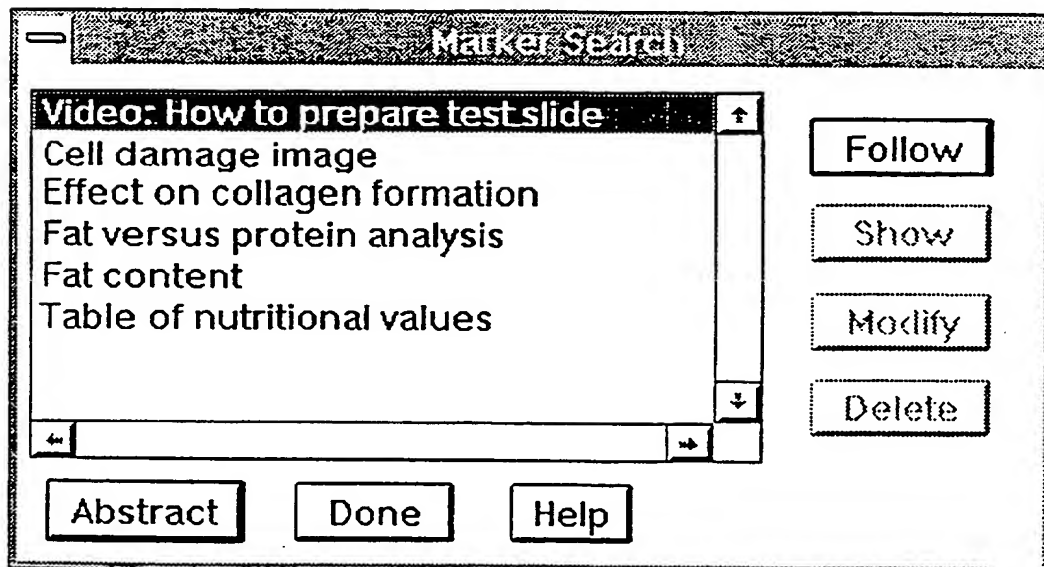 Marker Search
Video: How to prepare test slide
Cell damage image
Effect on collagen formation
Fat versus protein analysis
Fat content
Table of nutritional values
Follow
Show
Modify
Delete
Abstract Done Help